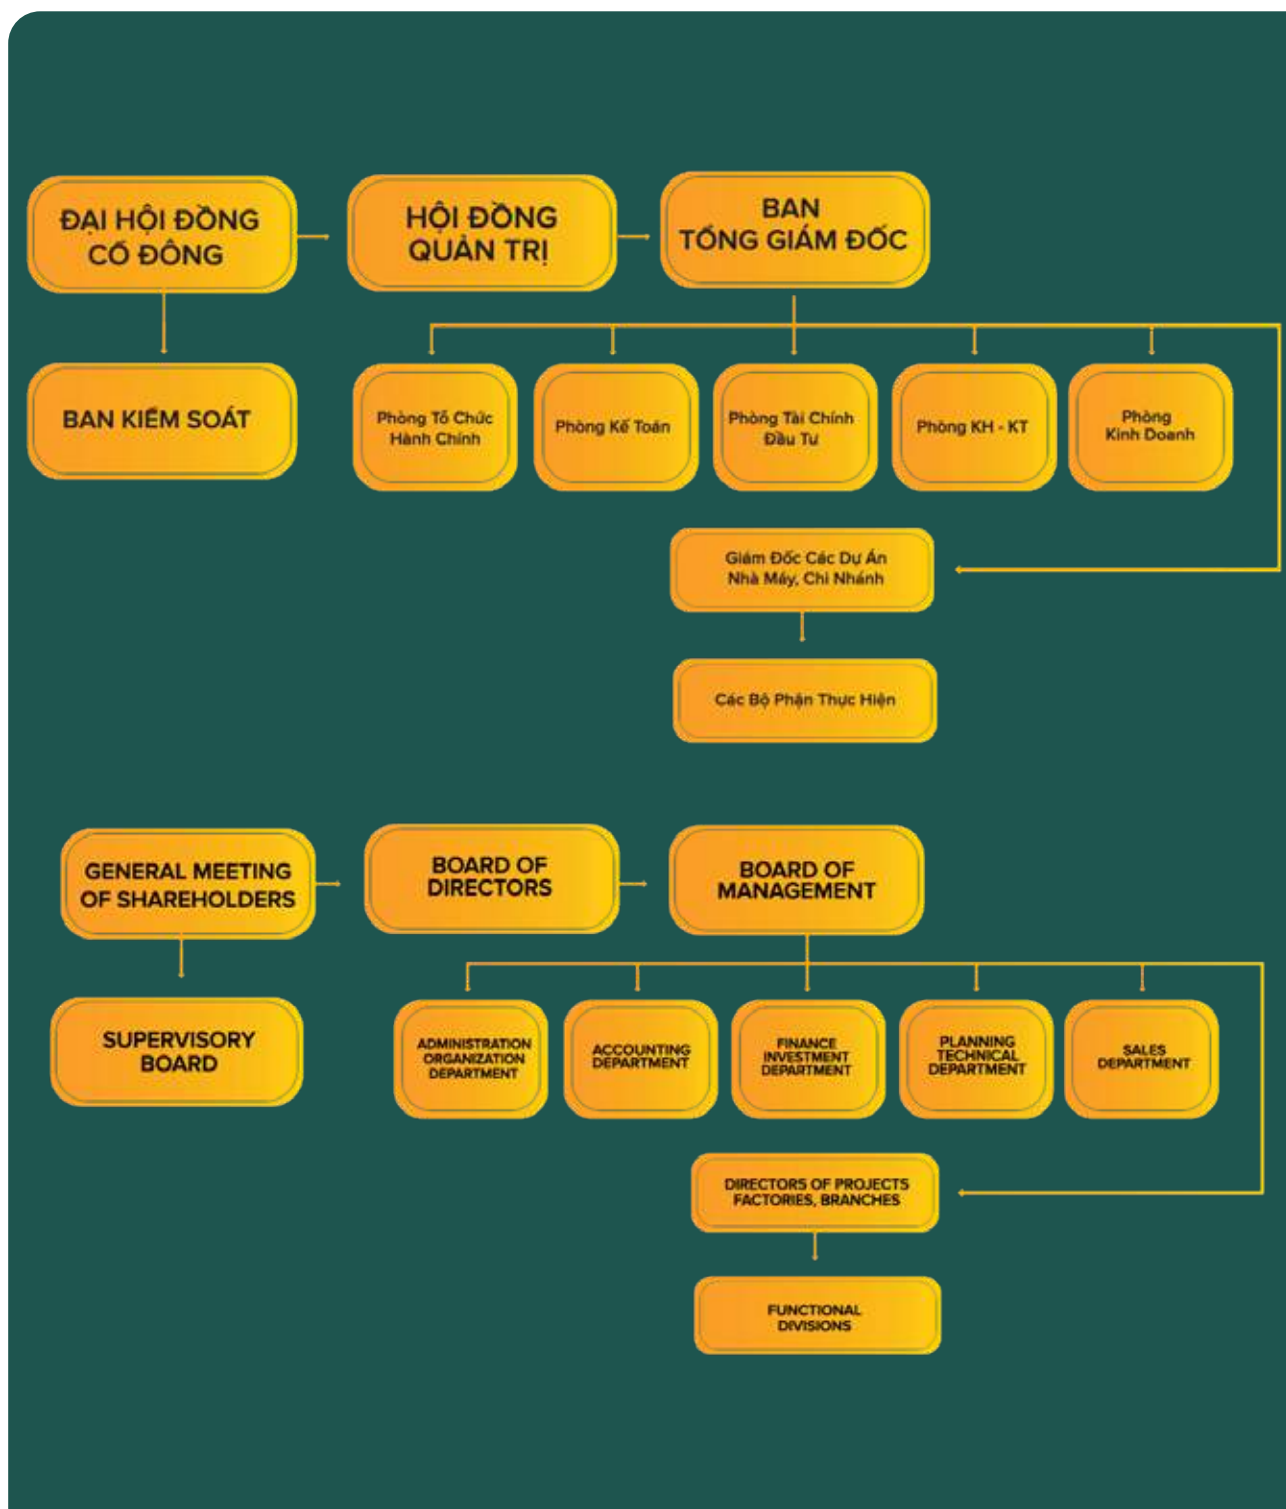 ĐẠI HỘI ĐỒNG
CỔ ĐÔNG
HỘI ĐỒNG
QUẢN TRỊ
BAN
TỔNG GIÁM ĐỐC
BAN KIỂM SOÁT
Phòng Tổ Chức
Hành Chính
Phòng Kế Toán
Phòng Tài Chính
Đầu Tư
Phòng KH - KT
Phòng
Kinh Doanh
Giám Đốc Các Dự Án
Nhà Máy, Chi Nhánh
Các Bộ Phận Thực Hiện
GENERAL MEETING
OF SHAREHOLDERS
BOARD OF
DIRECTORS
BOARD OF
MANAGEMENT
SUPERVISORY
BOARD
ADMINISTRATION
ORGANIZATION
DEPARTMENT
ACCOUNTING
DEPARTMENT
FINANCE
INVESTMENT
DEPARTMENT
PLANNING
TECHNICAL
DEPARTMENT
SALES
DEPARTMENT
DIRECTORS OF PROJECTS
FACTORIES, BRANCHES
FUNCTIONAL
DIVISIONS